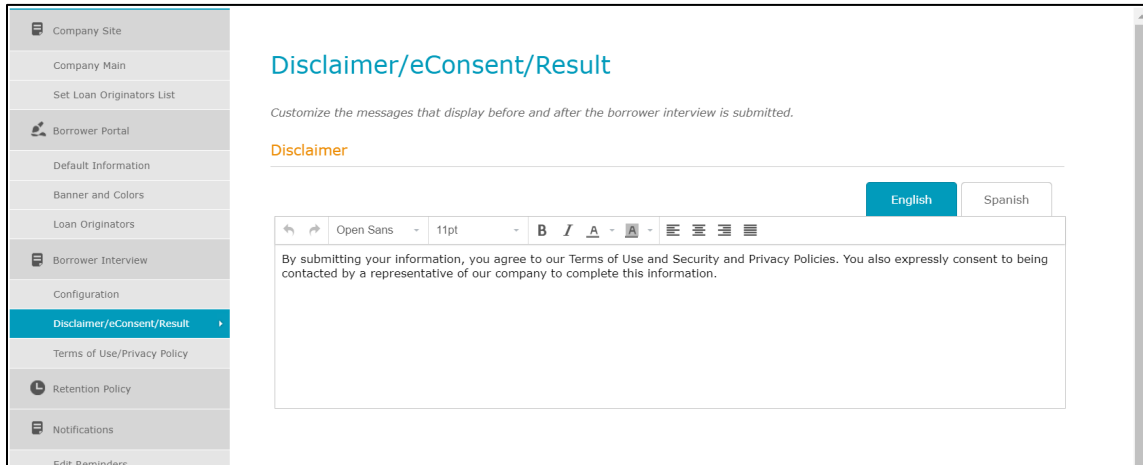 Company Site
Company Main
Set Loan Originators List
Borrower Portal
Default Information
Banner and Colors
Loan Originators
Borrower Interview
Configuration
Disclaimer/eConsent/Result
Terms of Use/Privacy Policy
Retention Policy
Notifications
Edit Reminders
Disclaimer/eConsent/Result
Customize the messages that display before and after the borrower interview is submitted.
Disclaimer
English Spanish
Open Sans 11pt B I A A
By submitting your information, you agree to our Terms of Use and Security and Privacy Policies. You also expressly consent to being
contacted by a representative of our company to complete this information.